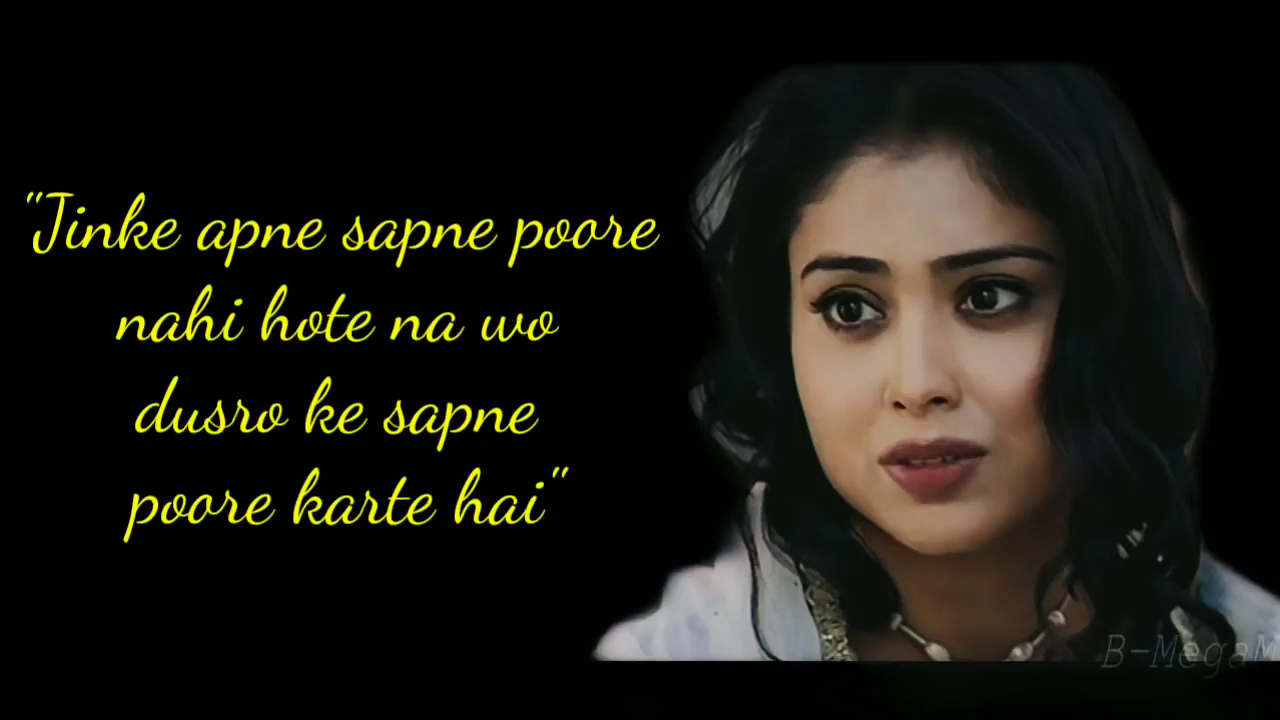 "Jinke apne sapne poore
nahi hote na wo
dusro ke sapne
poore karte hai"
B-MegaM